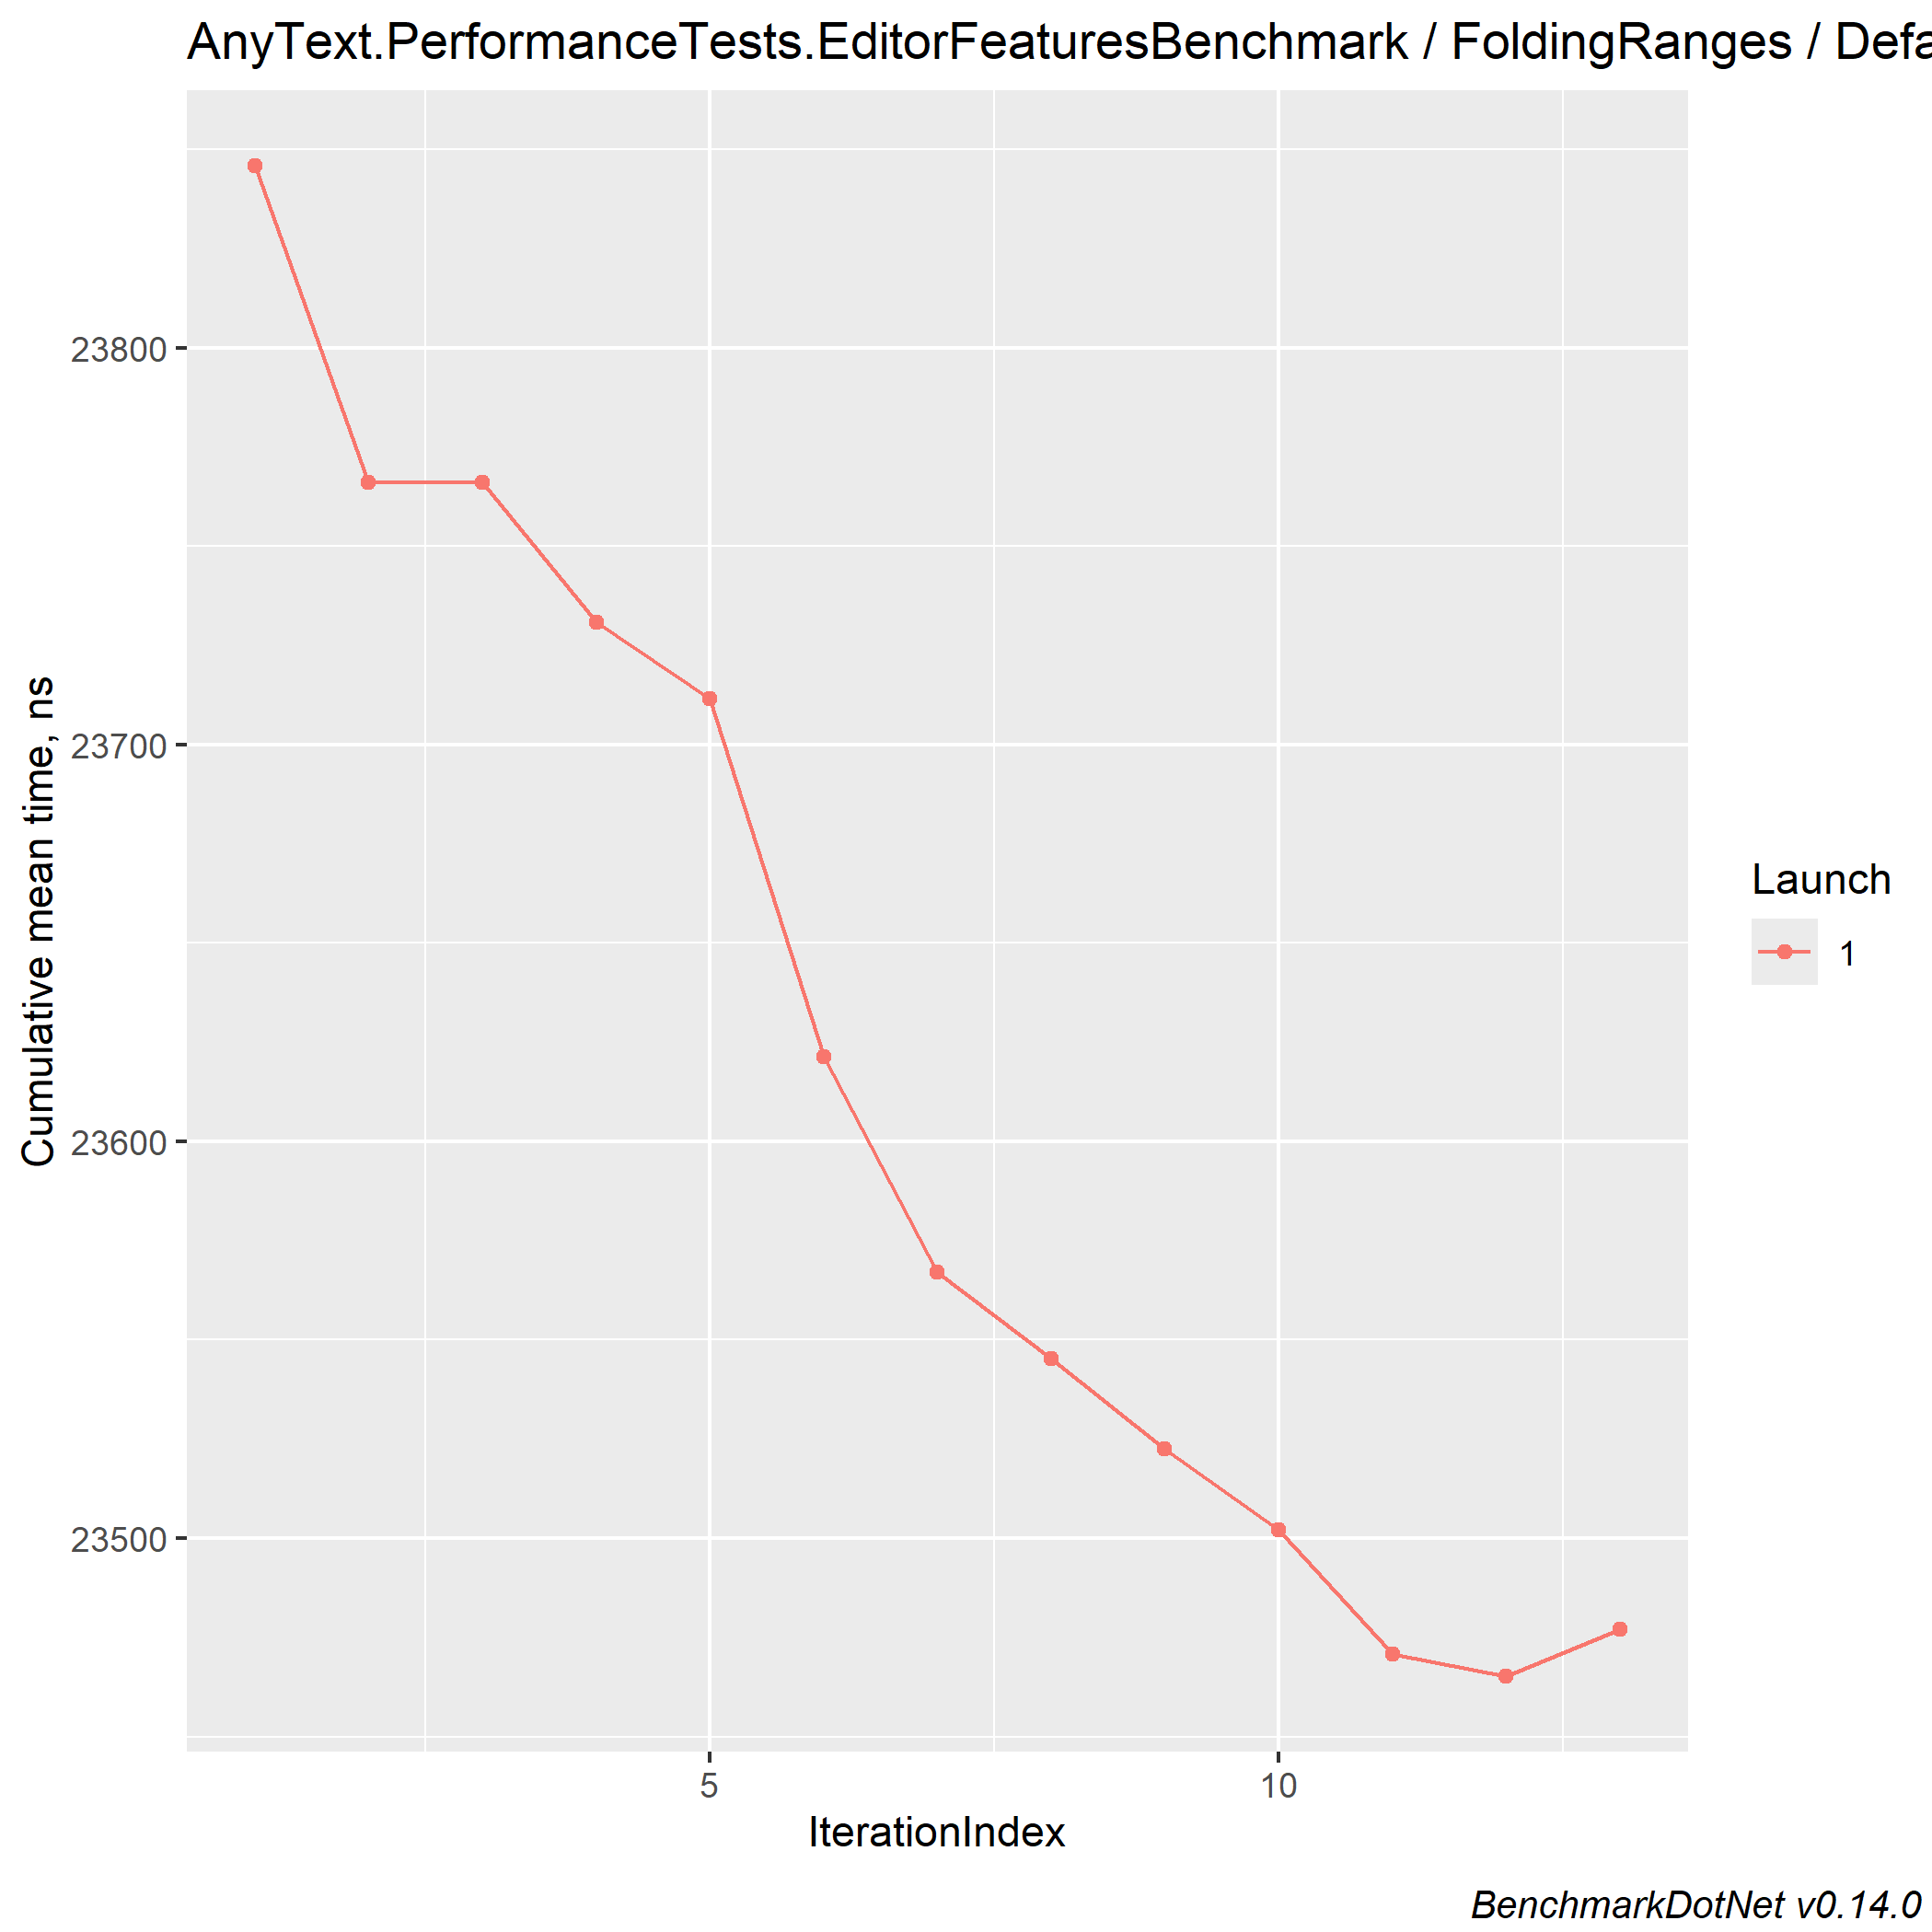 AnyText.PerformanceTests.EditorFeaturesBenchmark / FoldingRanges / Defa
Cumulative mean time, ns
23800
23700
23600
23500
5
10
IterationIndex
Launch
1
BenchmarkDotNet v0.14.0